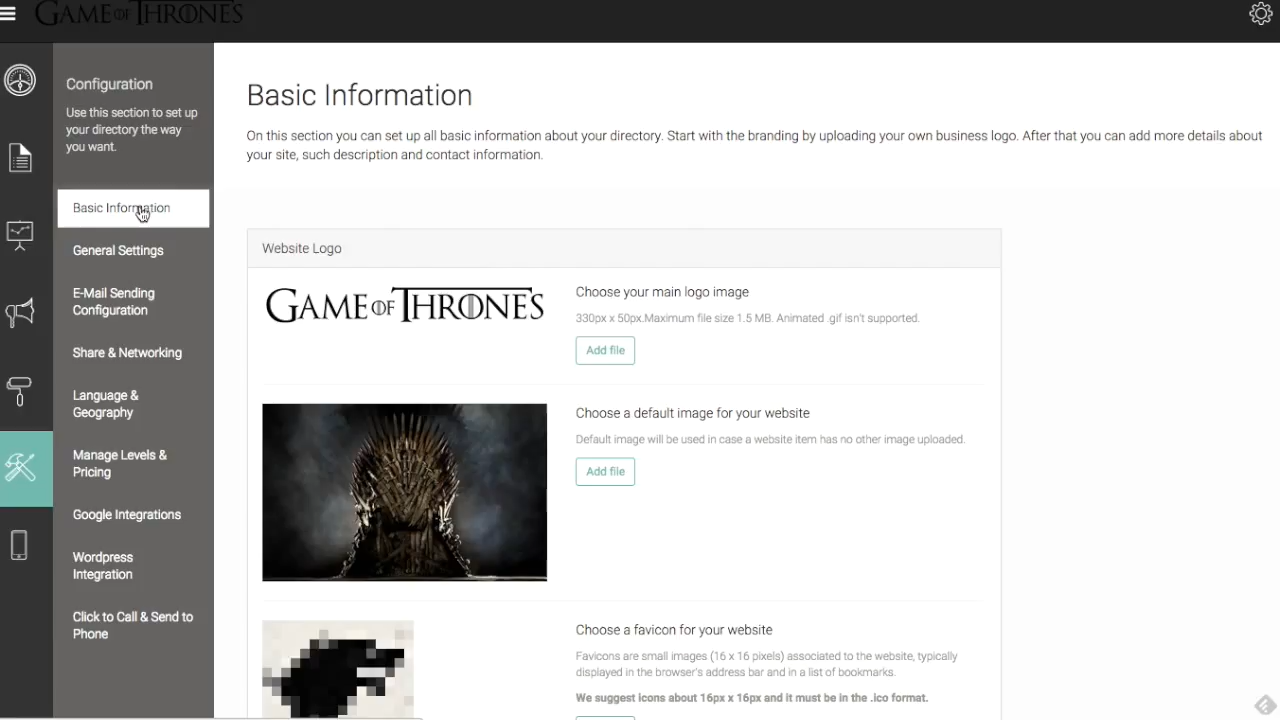 GAME OF THRONES
Configuration
Use this section to set up
your directory the way
you want.
Basic Information
General Settings
E-Mail Sending
Configuration
Share & Networking
Language &
Geography
Manage Levels &
Pricing
Google Integrations
Wordpress
Integration
Click to Call & Send to
Phone
Basic Information
On this section you can set up all basic information about your directory. Start with the branding by uploading your own business logo. After that you can add more details about
your site, such description and contact information.
Website Logo
GAME OF THRONES
Choose your main logo image
330px x 50px.Maximum file size 1.5 MB. Animated .gif isn't supported.
Add file
Choose a default image for your website
Default image will be used in case a website item has no other image uploaded.
Add file
Choose a favicon for your website
Favicons are small images (16 x 16 pixels) associated to the website, typically
displayed in the browser's address bar and in a list of bookmarks.
We suggest icons about 16px x 16px and it must be in the .ico format.